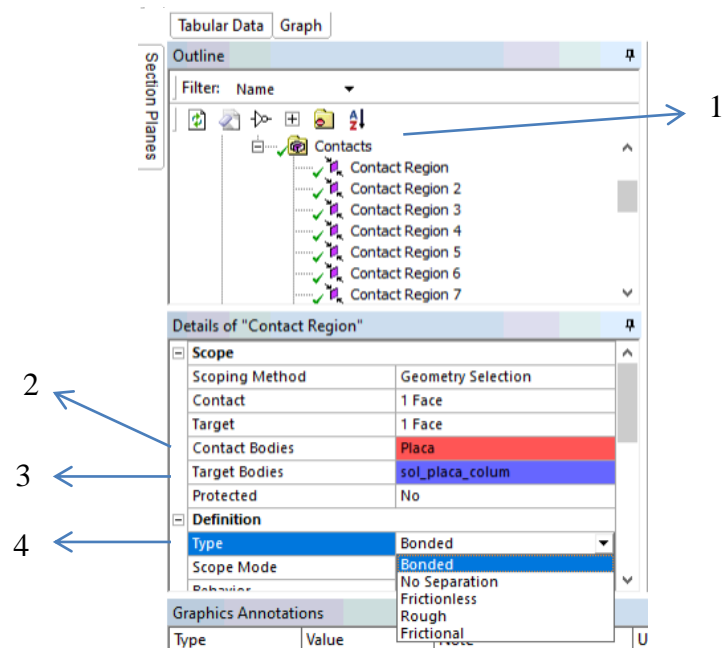 Tabular Data Graph
Section Planes
Outline
Filter: Name
1
Contacts
Contact Region
Contact Region 2
Contact Region 3
Contact Region 4
Contact Region 5
Contact Region 6
Contact Region 7
Details of "Contact Region"
Scope
Scoping Method Geometry Selection
Contact 1 Face
Target 1 Face
2
Contact Bodies Placa
3
Target Bodies sol_placa_colum
Protected No
Definition
4
Type Bonded
Scope Mode Bonded
No Separation
Behavior
Frictionless
Graphics Annotations Rough
Type Value Frictional Note U